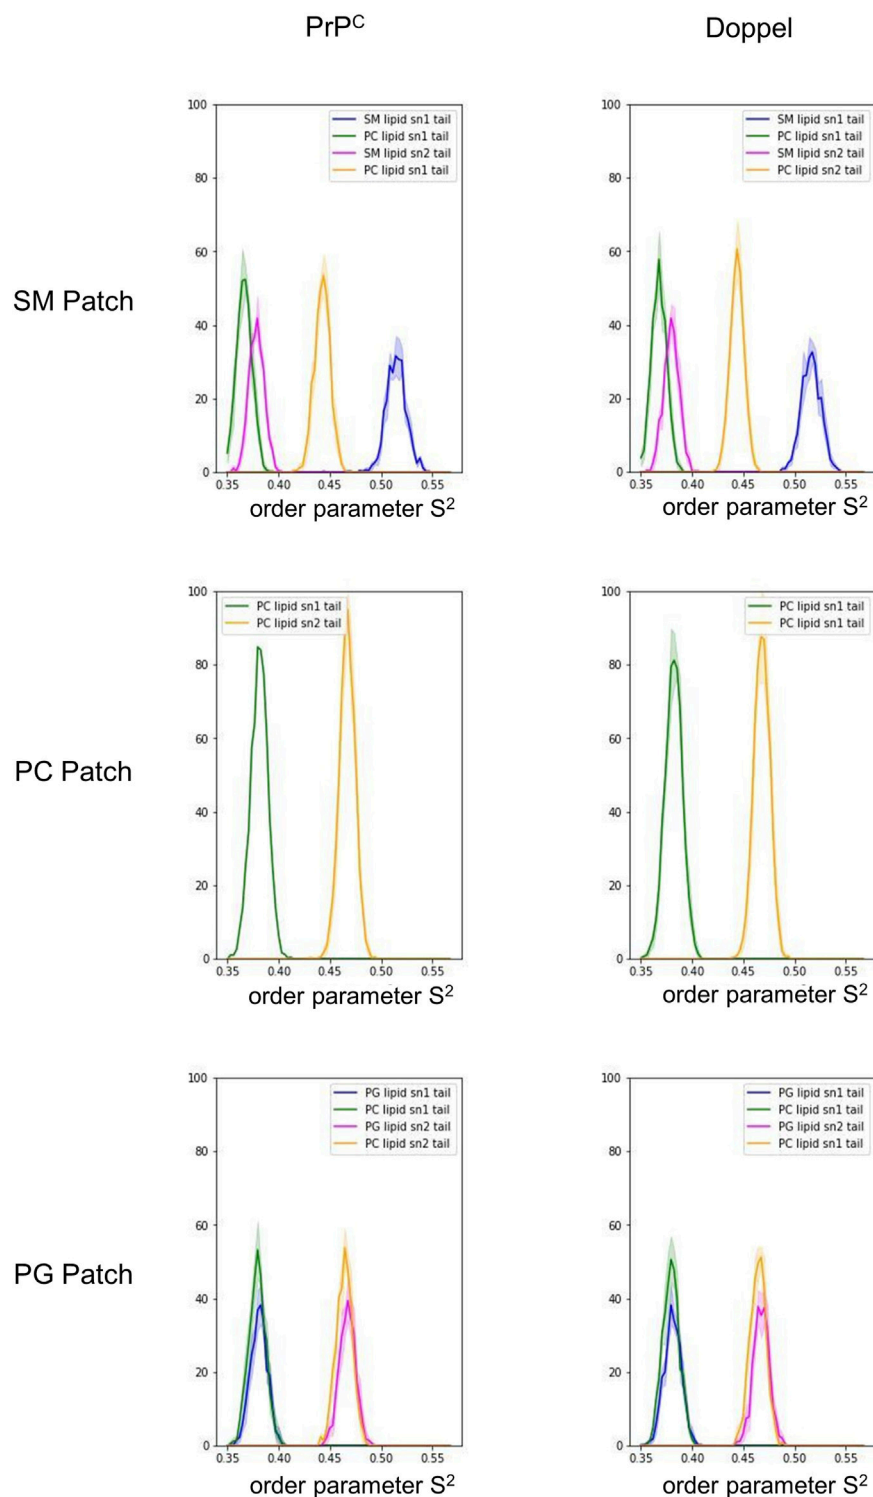 PrPᶜ Doppel
SM Patch
100
80
60
40
20
0
SM lipid sn1 tail
PC lipid sn1 tail
SM lipid sn2 tail
PC lipid sn1 tail
0.35 0.40 0.45 0.50 0.55
order parameter S²
100
80
60
40
20
0
SM lipid sn1 tail
PC lipid sn1 tail
SM lipid sn2 tail
PC lipid sn2 tail
0.35 0.40 0.45 0.50 0.55
order parameter S²
PC Patch
100
80
60
40
20
0
PC lipid sn1 tail
PC lipid sn2 tail
0.35 0.40 0.45 0.50 0.55
order parameter S²
100
80
60
40
20
0
PC lipid sn1 tail
PC lipid sn1 tail
0.35 0.40 0.45 0.50 0.55
order parameter S²
PG Patch
100
80
60
40
20
0
PG lipid sn1 tail
PC lipid sn1 tail
PG lipid sn2 tail
PC lipid sn2 tail
0.35 0.40 0.45 0.50 0.55
order parameter S²
100
80
60
40
20
0
PG lipid sn1 tail
PC lipid sn1 tail
PG lipid sn2 tail
PC lipid sn2 tail
0.35 0.40 0.45 0.50 0.55
order parameter S²